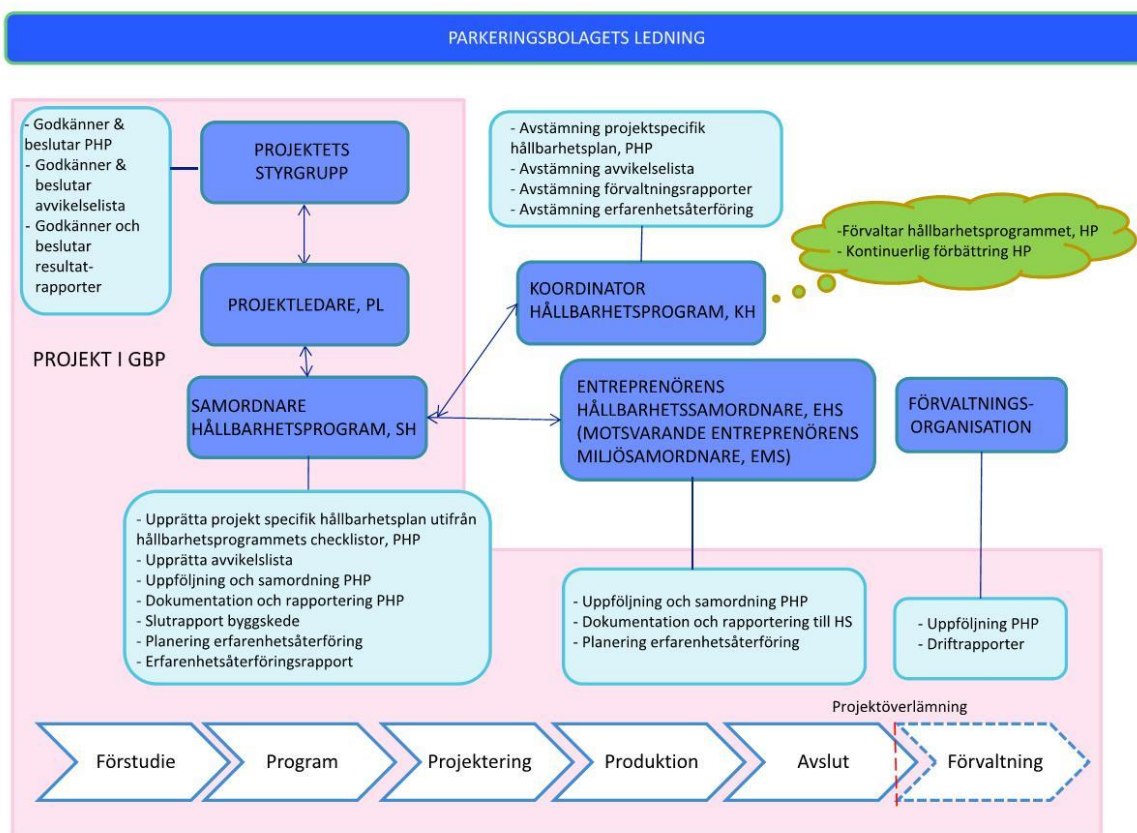 PARKERINGSBOLAGETS LEDNING
- Godkänner &
beslutar PHP
- Godkänner &
beslutar
avvikelselista
- Godkänner och
beslutar
resultat-
rapporter
PROJEKTETS
STYRGRUPP
- Avstämning projektspecifik
hållbarhetsplan, PHP
- Avstämning avvikelselista
- Avstämning förvaltningsrapporter
- Avstämning erfarenhetsåterföring
-Förvaltar hållbarhetsprogrammet, HP
- Kontinuerlig förbättring HP
PROJEKTLEDARE, PL
KOORDINATOR
HÅLLBARHETSPROGRAM, KH
PROJEKT I GBP
SAMORDNARE
HÅLLBARHETSPROGRAM, SH
ENTREPRENÖRENS
HÅLLBARHETSSAMORDNARE, EHS
(MOTSVARANDE ENTREPRENÖRENS
MILJÖSAMORDNARE, EMS)
FÖRVALTNINGS-
ORGANISATION
- Upprätta projekt specifik hållbarhetsplan utifrån
hållbarhetsprogrammets checklistor, PHP
- Upprätta avvikelslista
- Uppföljning och samordning PHP
- Dokumentation och rapportering PHP
- Slutrapport byggskede
- Planering erfarenhetsåterföring
- Erfarenhetsåterföringsrapport
- Uppföljning och samordning PHP
- Dokumentation och rapportering till HS
- Planering erfarenhetsåterföring
- Uppföljning PHP
- Driftrapporter
Projektöverlämning
Förstudie
Program
Projektering
Produktion
Avslut
Förvaltning